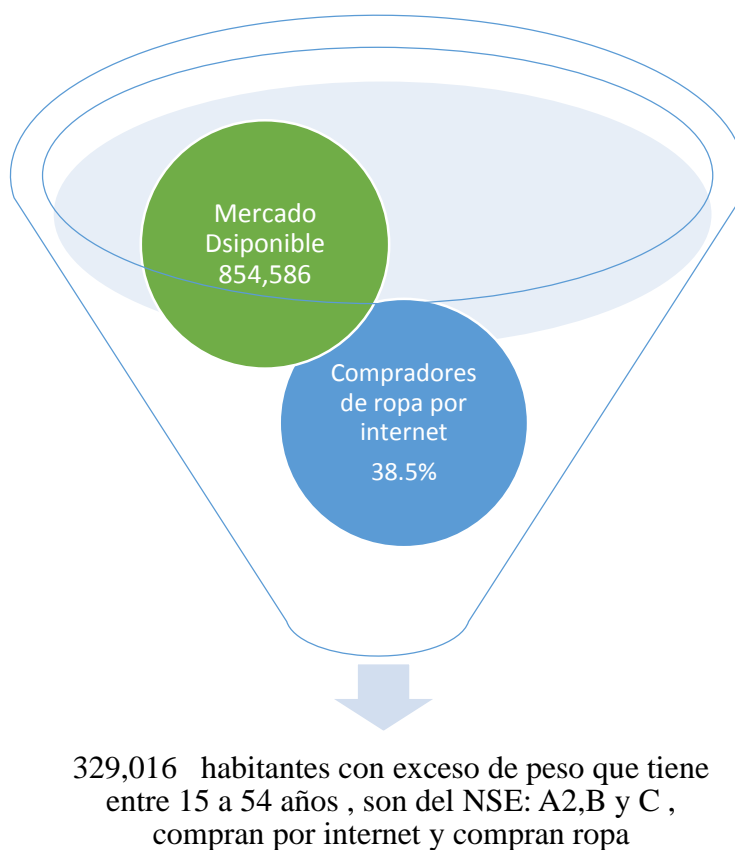 Mercado
Dsiponible
854,586
Compradores
de ropa por
internet
38.5%
329,016 habitantes con exceso de peso que tiene
entre 15 a 54 años , son del NSE: A2,B y C ,
compran por internet y compran ropa